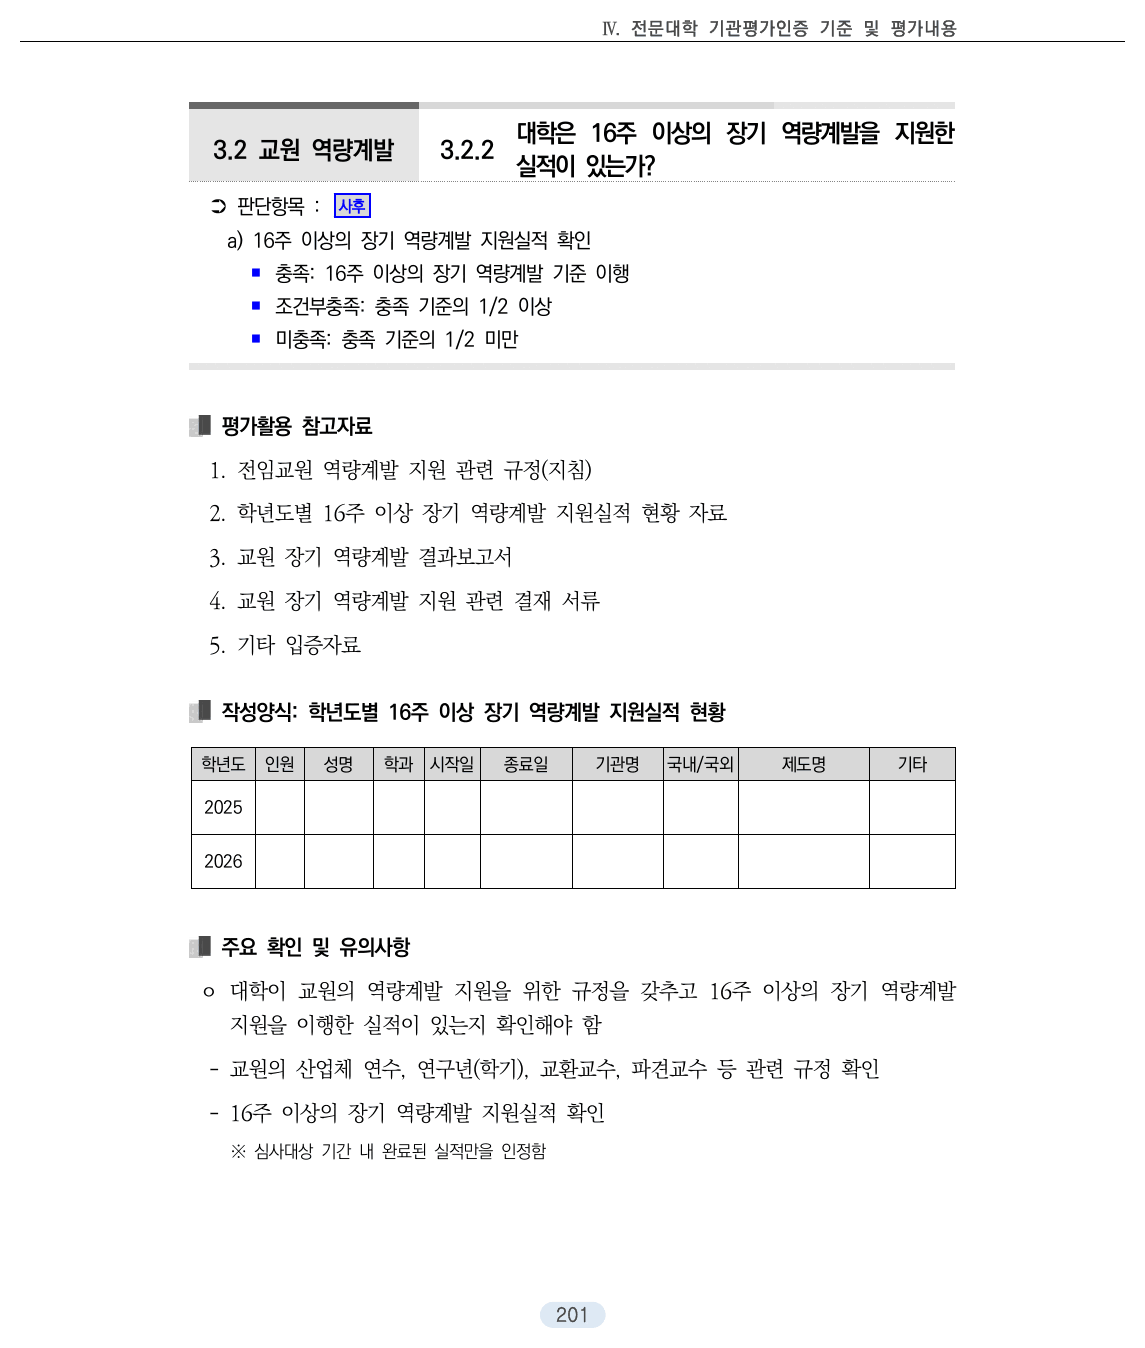 Ⅳ. 전문대학 기관평가인증 기준 및 평가내용
3.2 교원 역량계발 3.2.2 대학은 16주 이상의 장기 역량계발을 지원한
실적이 있는가?
➲ 판단항목 : 사후
a) 16주 이상의 장기 역량계발 지원실적 확인
▪ 충족: 16주 이상의 장기 역량계발 기준 이행
▪ 조건부충족: 충족 기준의 1/2 이상
▪ 미충족: 충족 기준의 1/2 미만
평가활용 참고자료
1. 전임교원 역량계발 지원 관련 규정(지침)
2. 학년도별 16주 이상 장기 역량계발 지원실적 현황 자료
3. 교원 장기 역량계발 결과보고서
4. 교원 장기 역량계발 지원 관련 결재 서류
5. 기타 입증자료
작성양식: 학년도별 16주 이상 장기 역량계발 지원실적 현황
학년도 인원 성명 학과 시작일 종료일 기관명 국내/국외 제도명 기타
2025
2026
주요 확인 및 유의사항
ㅇ 대학이 교원의 역량계발 지원을 위한 규정을 갖추고 16주 이상의 장기 역량계발
지원을 이행한 실적이 있는지 확인해야 함
- 교원의 산업체 연수, 연구년(학기), 교환교수, 파견교수 등 관련 규정 확인
- 16주 이상의 장기 역량계발 지원실적 확인
※ 심사대상 기간 내 완료된 실적만을 인정함
201